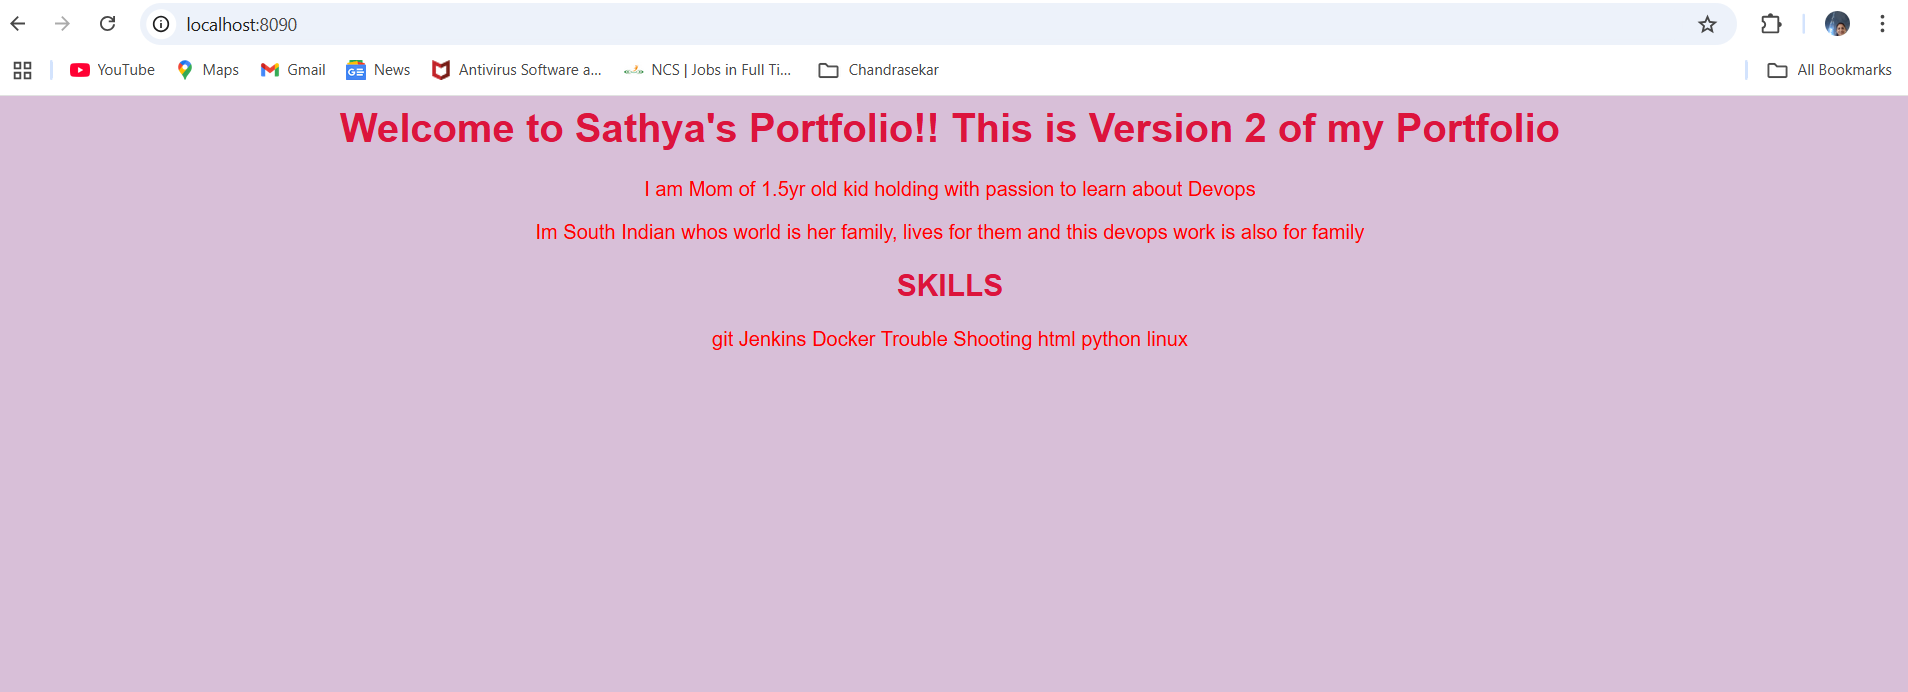 localhost:8090
YouTube Maps Gmail News Antivirus Software a... NCS | Jobs in Full Ti... Chandrasekar All Bookmarks
Welcome to Sathya's Portfolio!! This is Version 2 of my Portfolio
I am Mom of 1.5yr old kid holding with passion to learn about Devops
Im South Indian whos world is her family, lives for them and this devops work is also for family
SKILLS
git Jenkins Docker Trouble Shooting html python linux